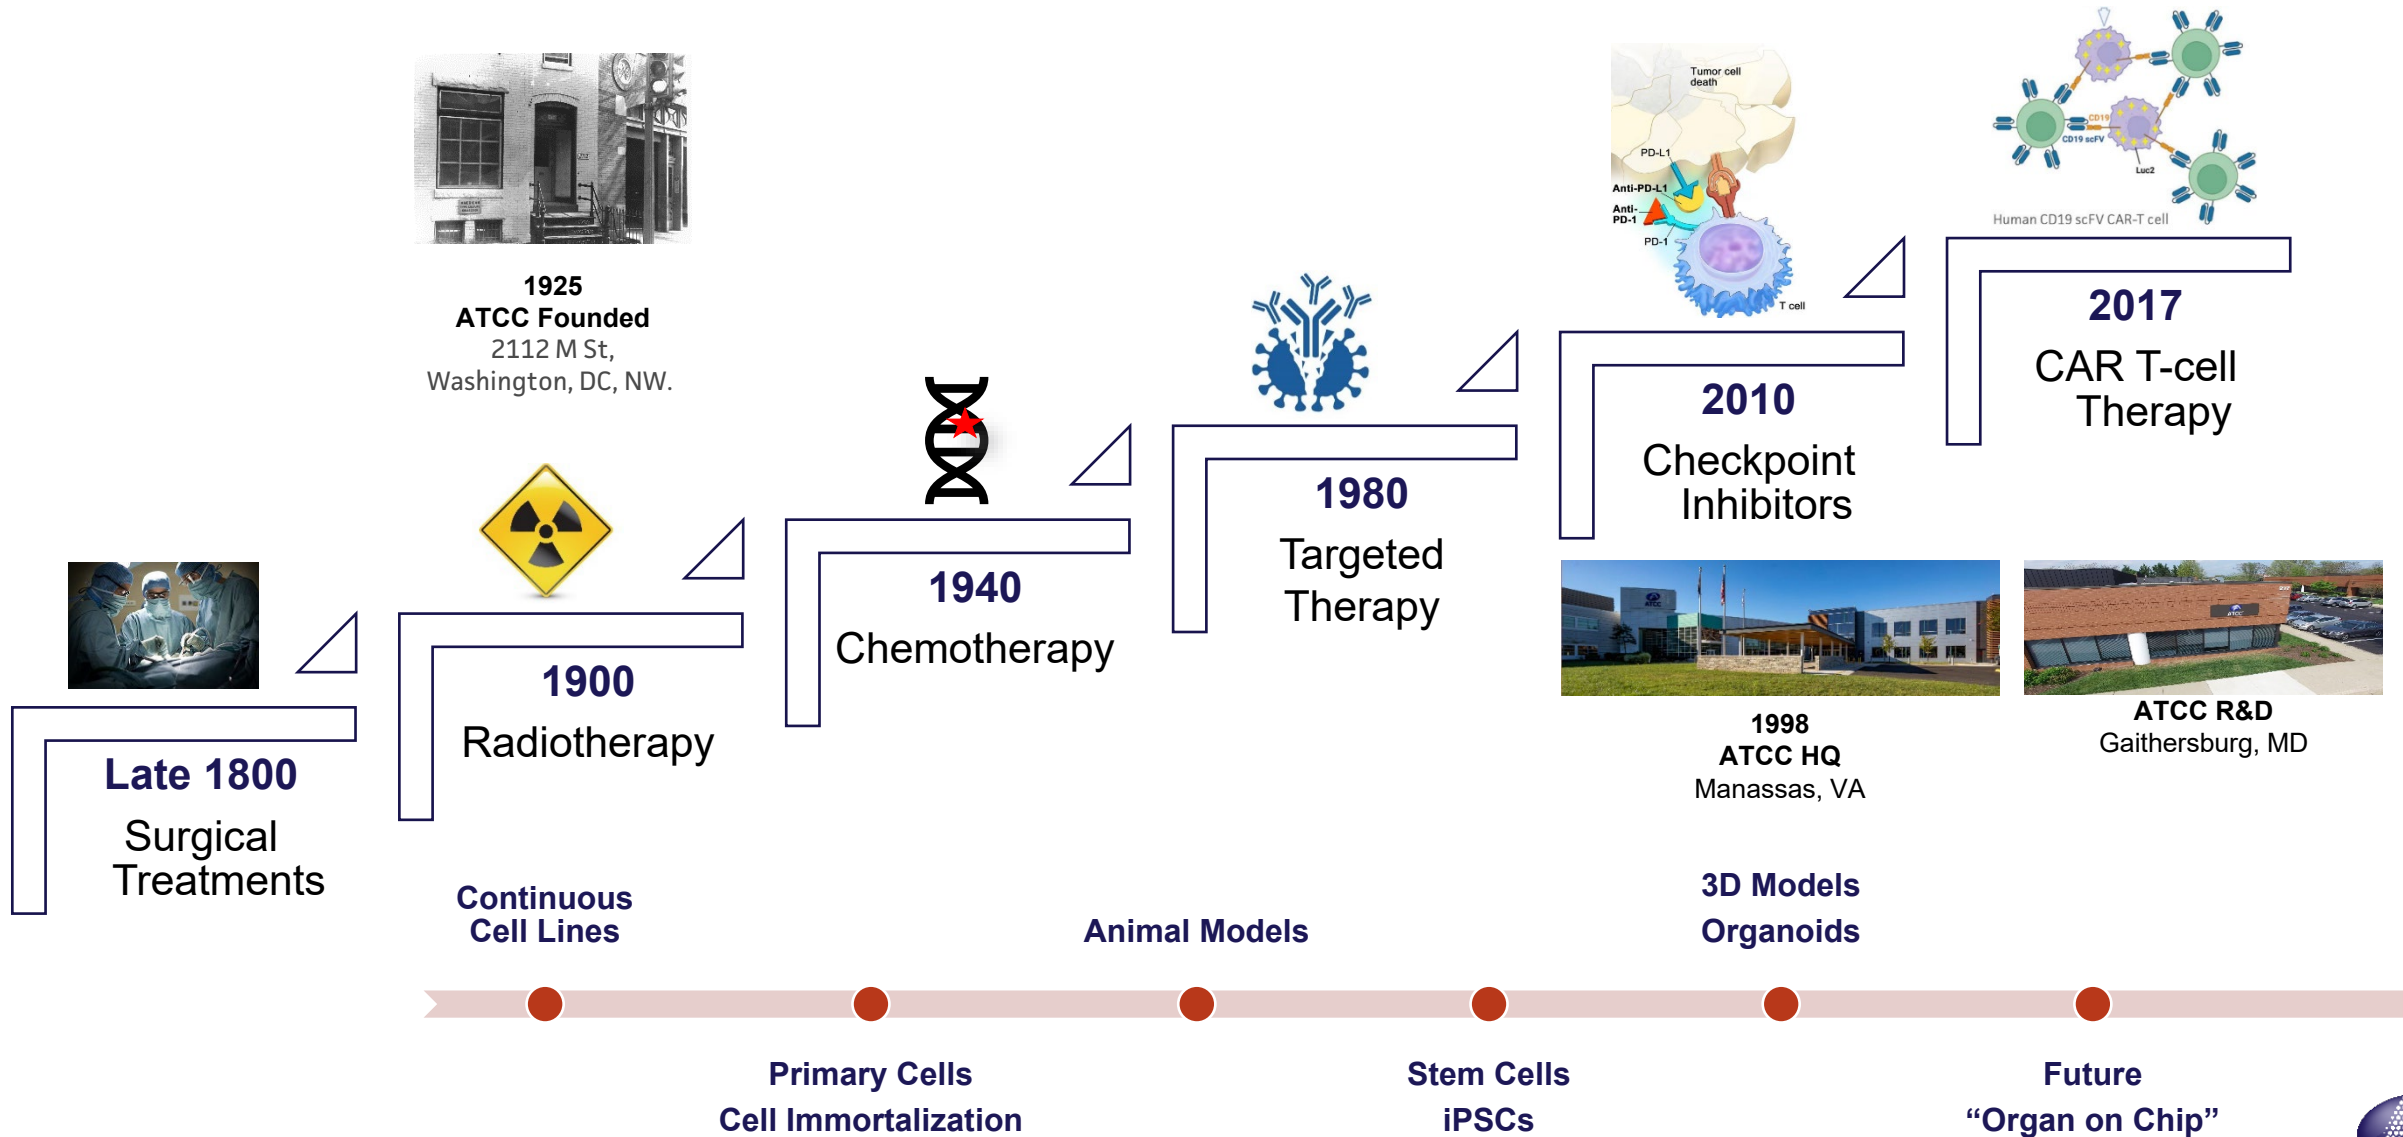 Tumor cell
death
PD-L1
Anti-PD-L1
Anti-
PD-1
PD-1
T cell
CD19
CD19 scFV
Luc2
Human CD19 scFV CAR-T cell
1925
ATCC Founded
2112 M St,
Washington, DC, NW.
Late 1800
Surgical
Treatments
1900
Radiotherapy
1940
Chemotherapy
1980
Targeted
Therapy
2010
Checkpoint
Inhibitors
2017
CAR T-cell
Therapy
ATCC
1998
ATCC HQ
Manassas, VA
ATCC
ATCC R&D
Gaithersburg, MD
Continuous
Cell Lines
Animal Models
3D Models
Organoids
Primary Cells
Cell Immortalization
Stem Cells
iPSCs
Future
“Organ on Chip”